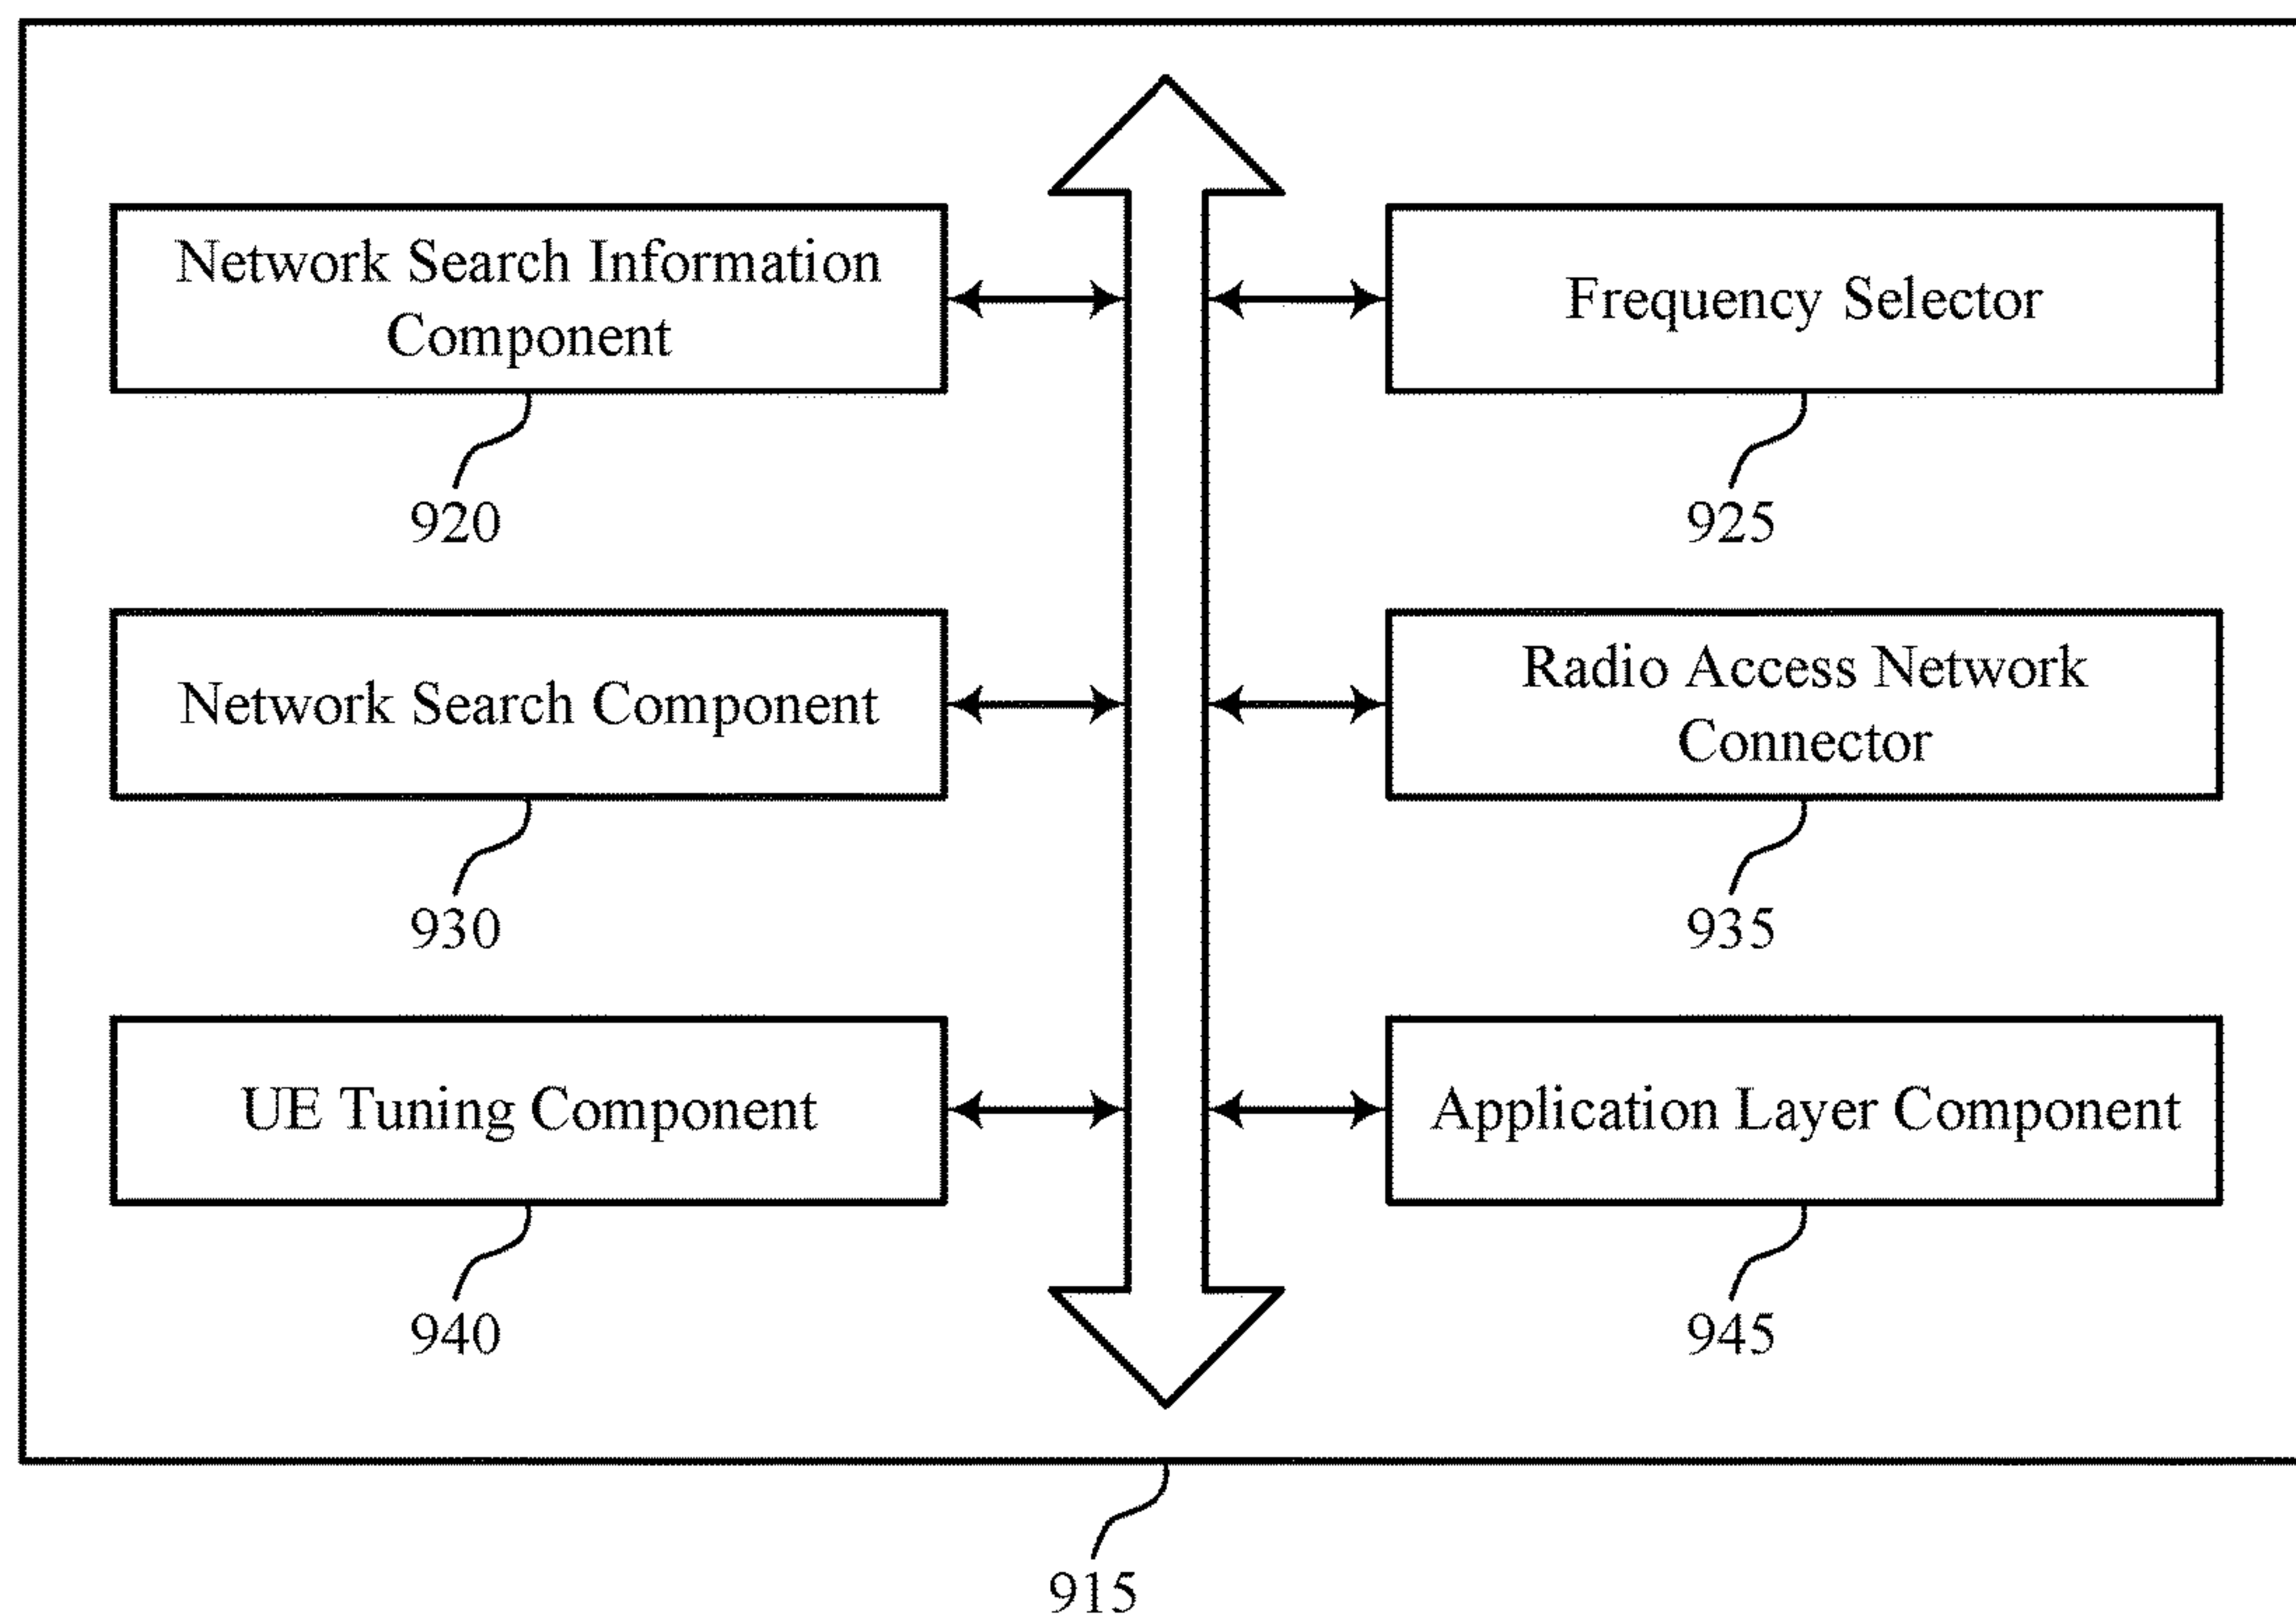 Network Search Information
Component
920
Frequency Selector
925
Network Search Component
930
Radio Access Network
Connector
935
UE Tuning Component
940
Application Layer Component
945
915